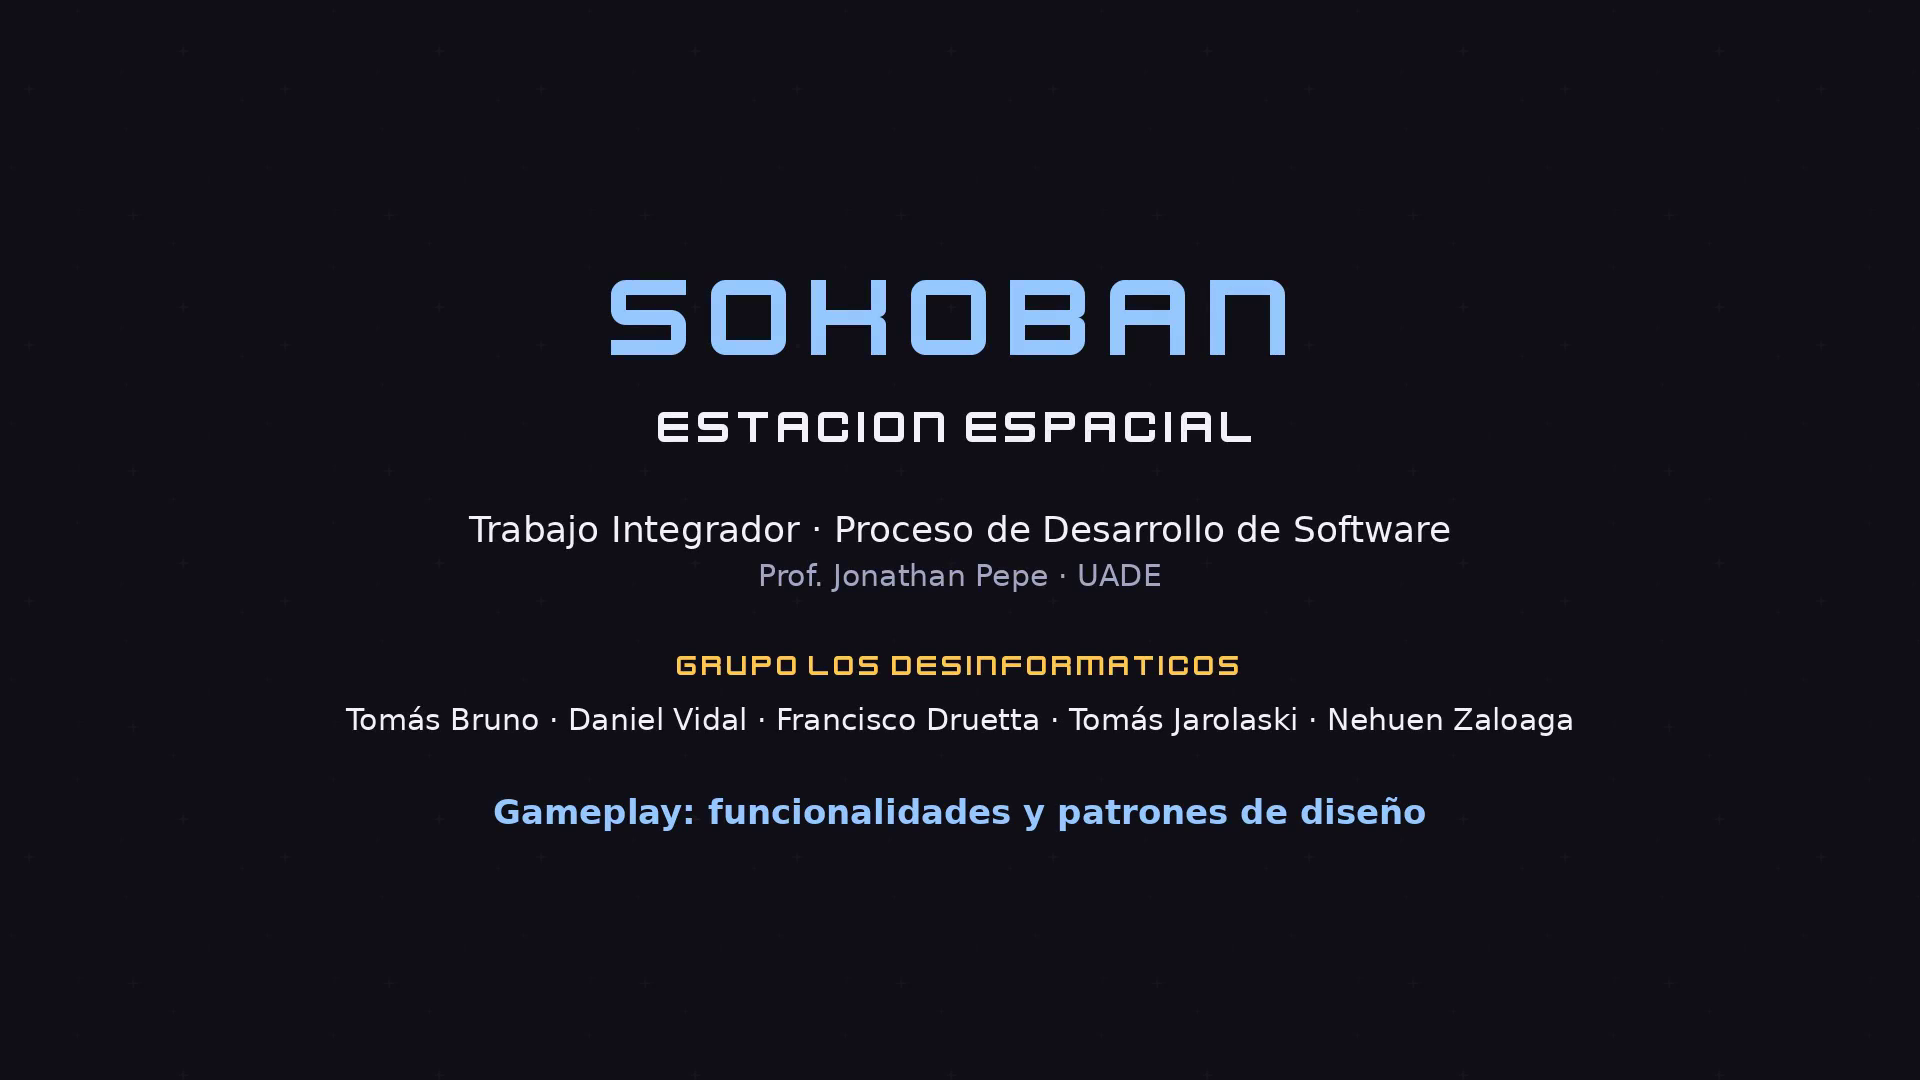 SOKOBAN
ESTACION ESPACIAL
Trabajo Integrador · Proceso de Desarrollo de Software
Prof. Jonathan Pepe · UADE
GRUPO LOS DESINFORMATICOS
Tomás Bruno · Daniel Vidal · Francisco Druetta · Tomás Jarolaski · Nehuen Zaloaga
Gameplay: funcionalidades y patrones de diseño